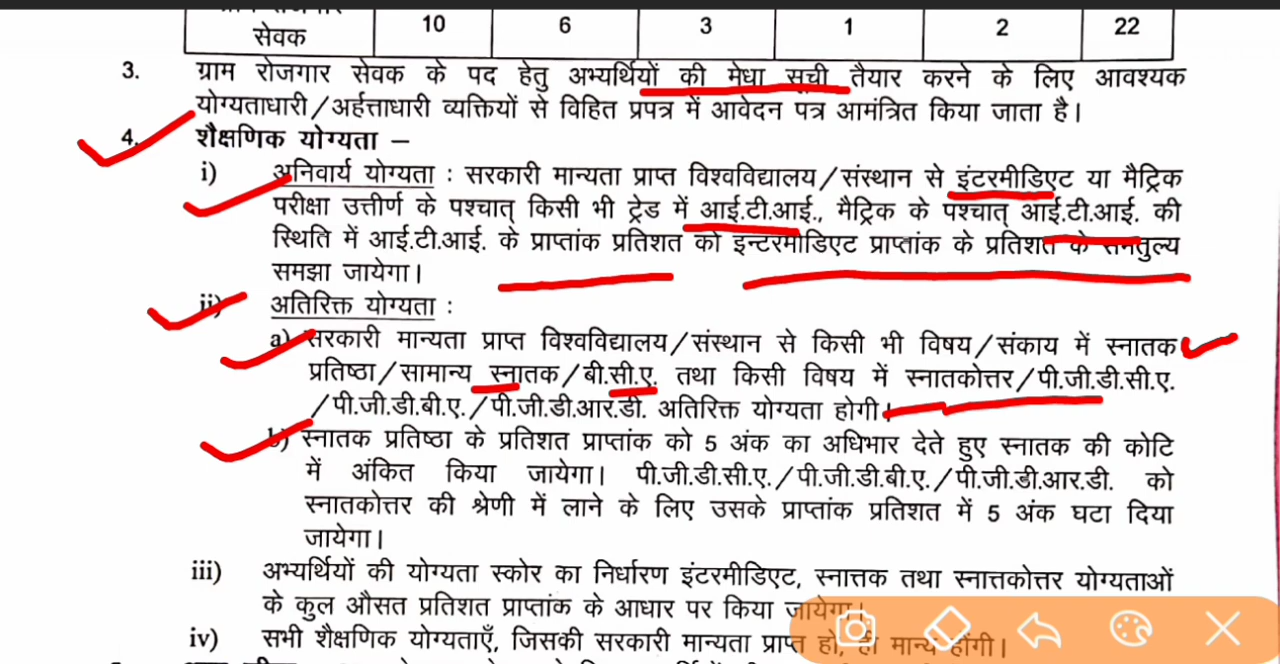 सेवक 10 6 3 1 2 22
3. ग्राम रोजगार सेवक के पद हेतु अभ्यर्थियों की मेधा सूची तैयार करने के लिए आवश्यक
योग्यताधारी/अर्हत्ताधारी व्यक्तियों से विहित प्रपत्र में आवेदन पत्र आमंत्रित किया जाता है।
4. शैक्षणिक योग्यता –
i) अनिवार्य योग्यता : सरकारी मान्यता प्राप्त विश्वविद्यालय/संस्थान से इंटरमीडिएट या मैट्रिक
परीक्षा उत्तीर्ण के पश्चात् किसी भी ट्रेड में आई.टी.आई., मैट्रिक के पश्चात् आई.टी.आई. की
स्थिति में आई.टी.आई. के प्राप्तांक प्रतिशत को इन्टरमीडिएट प्राप्तांक के प्रतिशत के समतुल्य
समझा जायेगा।
ii) अतिरिक्त योग्यता :
a) सरकारी मान्यता प्राप्त विश्वविद्यालय/संस्थान से किसी भी विषय/संकाय में स्नातक
प्रतिष्ठा/सामान्य स्नातक/बी.सी.ए. तथा किसी विषय में स्नातकोत्तर/पी.जी.डी.सी.ए.
/पी.जी.डी.बी.ए./पी.जी.डी.आर.डी. अतिरिक्त योग्यता होगी।
b) स्नातक प्रतिष्ठा के प्रतिशत प्राप्तांक को 5 अंक का अधिभार देते हुए स्नातक की कोटि
में अंकित किया जायेगा। पी.जी.डी.सी.ए./पी.जी.डी.बी.ए./पी.जी.डी.आर.डी. को
स्नातकोत्तर की श्रेणी में लाने के लिए उसके प्राप्तांक प्रतिशत में 5 अंक घटा दिया
जायेगा।
iii) अभ्यर्थियों की योग्यता स्कोर का निर्धारण इंटरमीडिएट, स्नात्तक तथा स्नात्तकोत्तर योग्यताओं
के कुल औसत प्रतिशत प्राप्तांक के आधार पर किया जायेगा।
iv) सभी शैक्षणिक योग्यताएँ, जिसकी सरकारी मान्यता प्राप्त हो, ही मान्य होंगी।